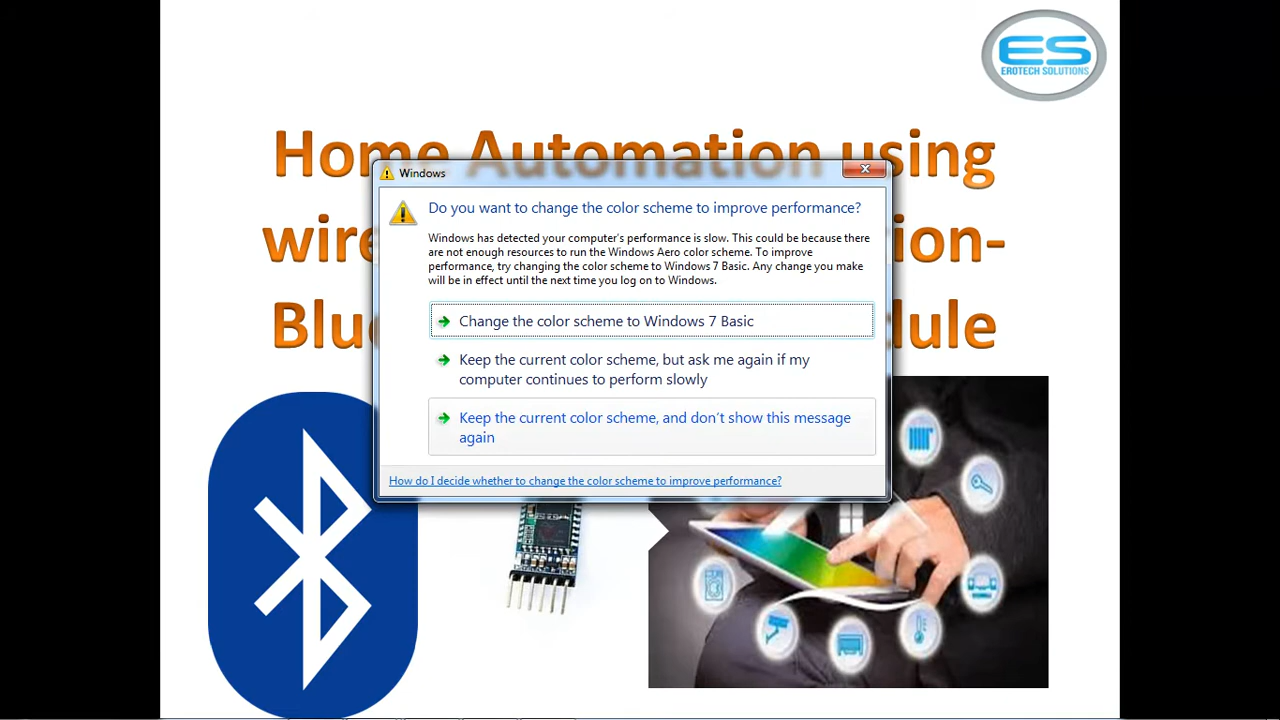 ES
EROTECH SOLUTIONS
Home Automation using
wire
ion-
Blue
dule
Windows
Do you want to change the color scheme to improve performance?
Windows has detected your computer's performance is slow. This could be because there
are not enough resources to run the Windows Aero color scheme. To improve
performance, try changing the color scheme to Windows 7 Basic. Any change you make
will be in effect until the next time you log on to Windows.
Change the color scheme to Windows 7 Basic
Keep the current color scheme, but ask me again if my
computer continues to perform slowly
Keep the current color scheme, and don't show this message
again
How do I decide whether to change the color scheme to improve performance?